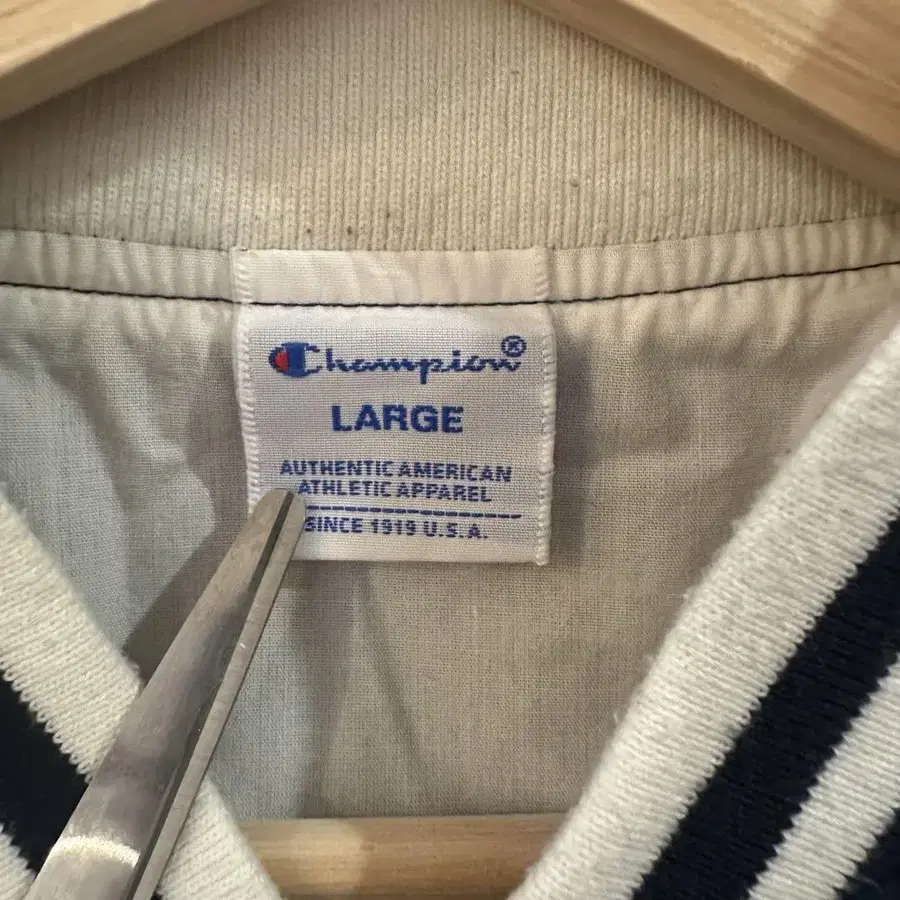 Champion®
LARGE
AUTHENTIC AMERICAN
ATHLETIC APPAREL
SINCE 1919 U.S.A.